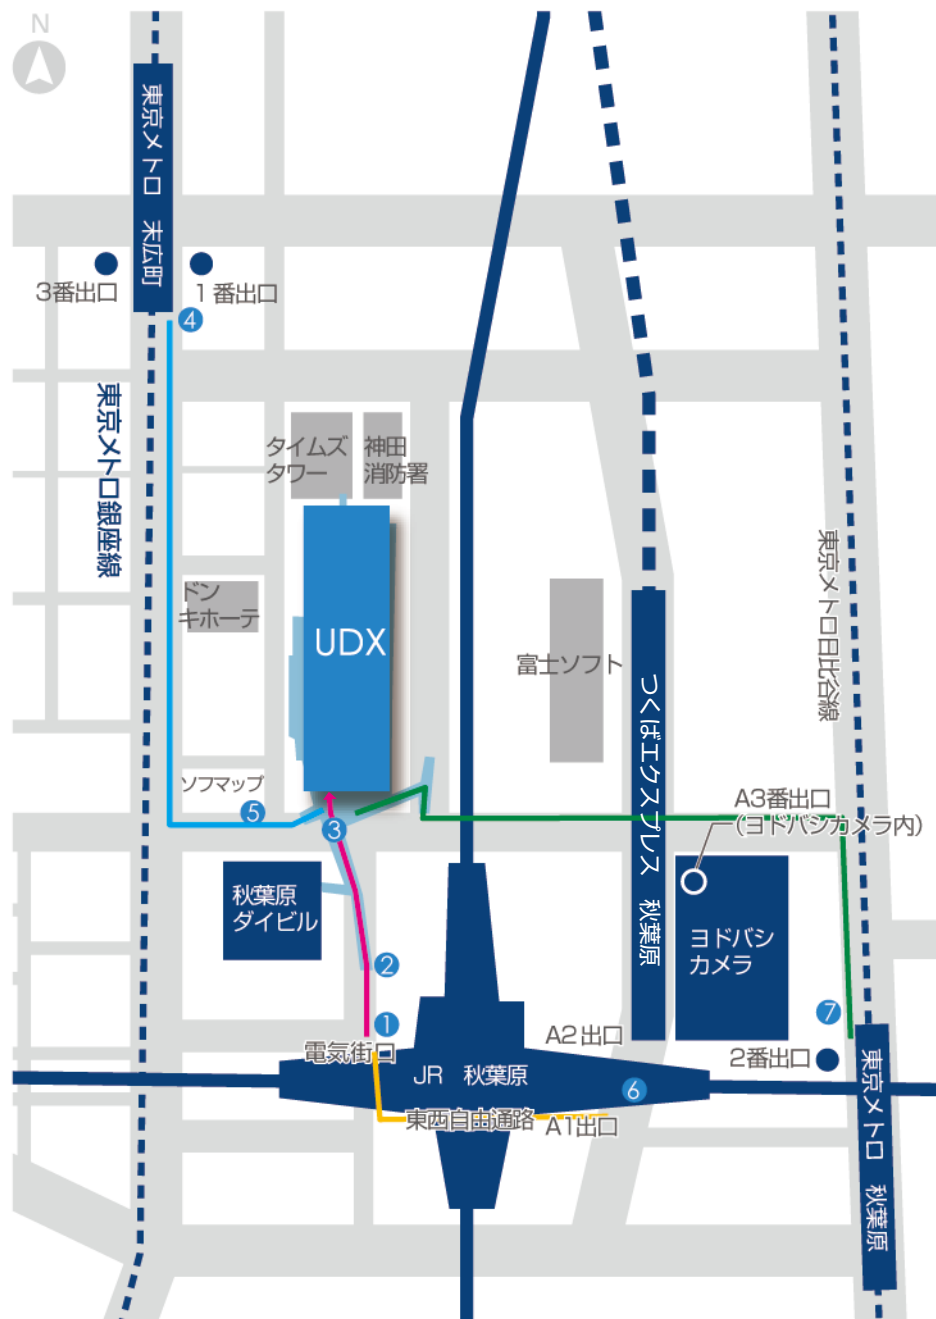 N
東京メトロ 末広町
3番出口
1番出口
4
東京メトロ銀座線
タイムズ
タワー
神田
消防署
ドン
キホーテ
UDX
富士ソフト
東京メトロ日比谷線
つくばエクスプレス 秋葉原
ソフマップ
5
3
A3番出口
(ヨドバシカメラ内)
秋葉原
ダイビル
ヨドバシ
カメラ
2
1
7
電気街口
A2出口
2番出口
JR 秋葉原
6
東西自由通路
A1出口
東京メトロ 秋葉原